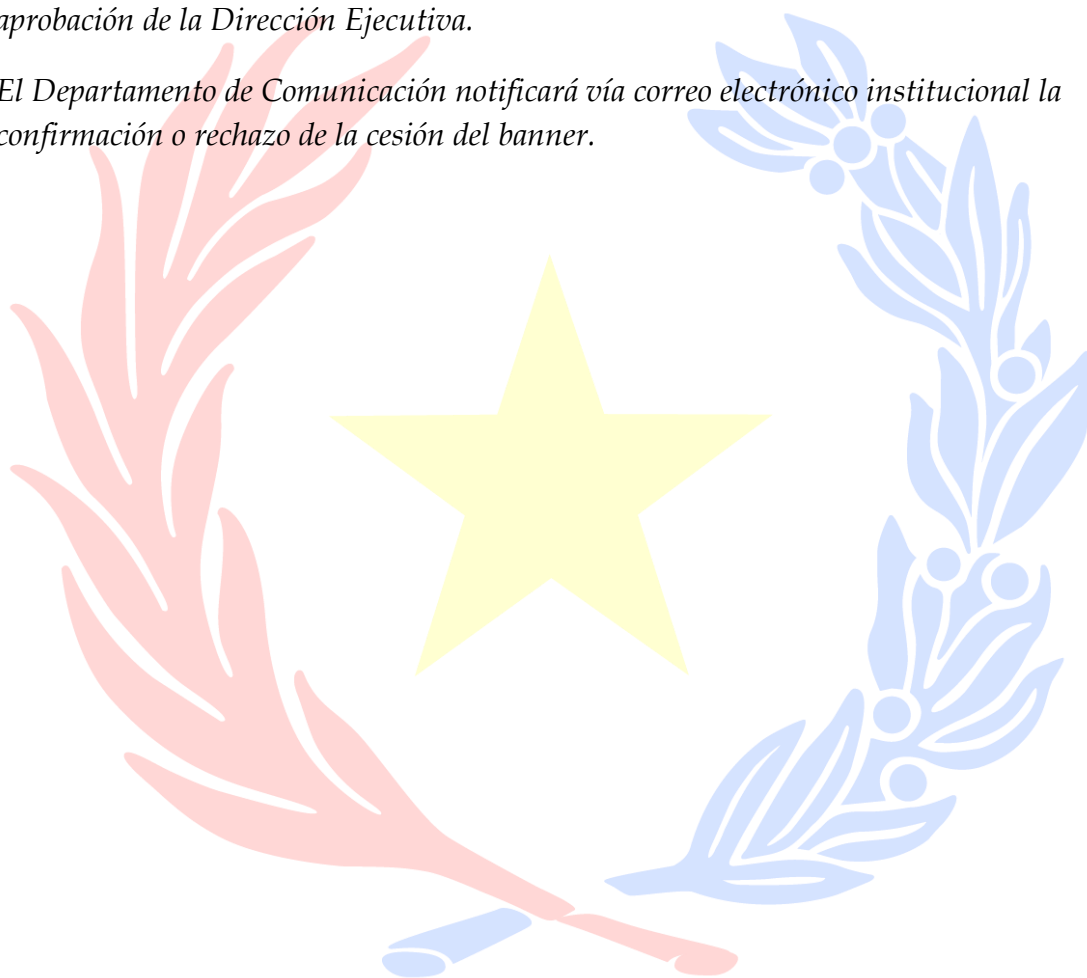 aprobación de la Dirección Ejecutiva.
El Departamento de Comunicación notificará vía correo electrónico institucional la
confirmación o rechazo de la cesión del banner.